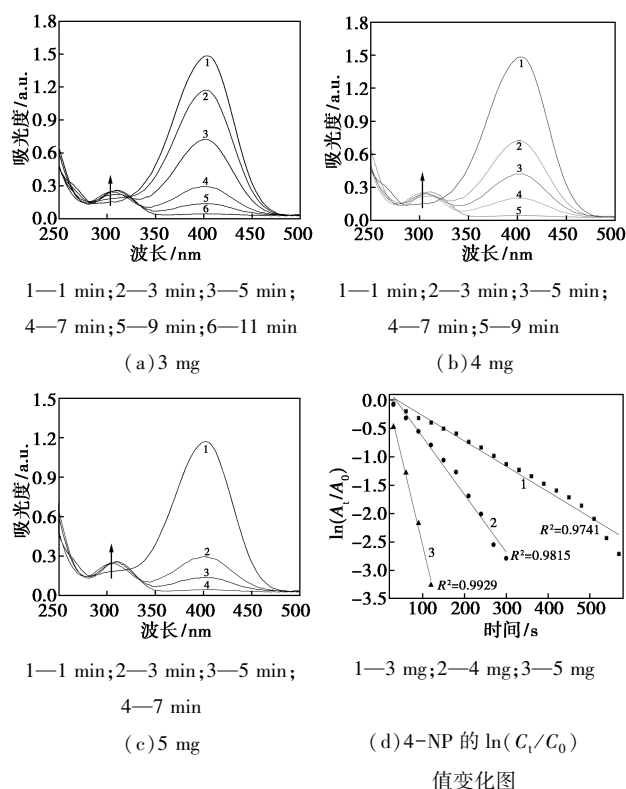 1.8
1.5
1.2
0.9
0.6
0.3
0.0
吸光度/a.u.
1
2
3
4
5
6
250 300 350 400 450 500
波长/nm
1—1 min;2—3 min;3—5 min;
4—7 min;5—9 min;6—11 min
(a)3 mg
1.8
1.5
1.2
0.9
0.6
0.3
0.0
吸光度/a.u.
1
2
3
4
5
250 300 350 400 450 500
波长/nm
1—1 min;2—3 min;3—5 min;
4—7 min;5—9 min
(b)4 mg
1.5
1.2
0.9
0.6
0.3
0.0
吸光度/a.u.
1
2
3
4
250 300 350 400 450 500
波长/nm
1—1 min;2—3 min;3—5 min;
4—7 min
(c)5 mg
0.0
-0.5
-1.0
-1.5
-2.0
-2.5
-3.0
-3.5
ln(At/A0)
1
2
3
R²=0.9741
R²=0.9815
R²=0.9929
100 200 300 400 500
时间/s
1—3 mg;2—4 mg;3—5 mg
(d)4-NP 的 ln(Ct/C0)
值变化图